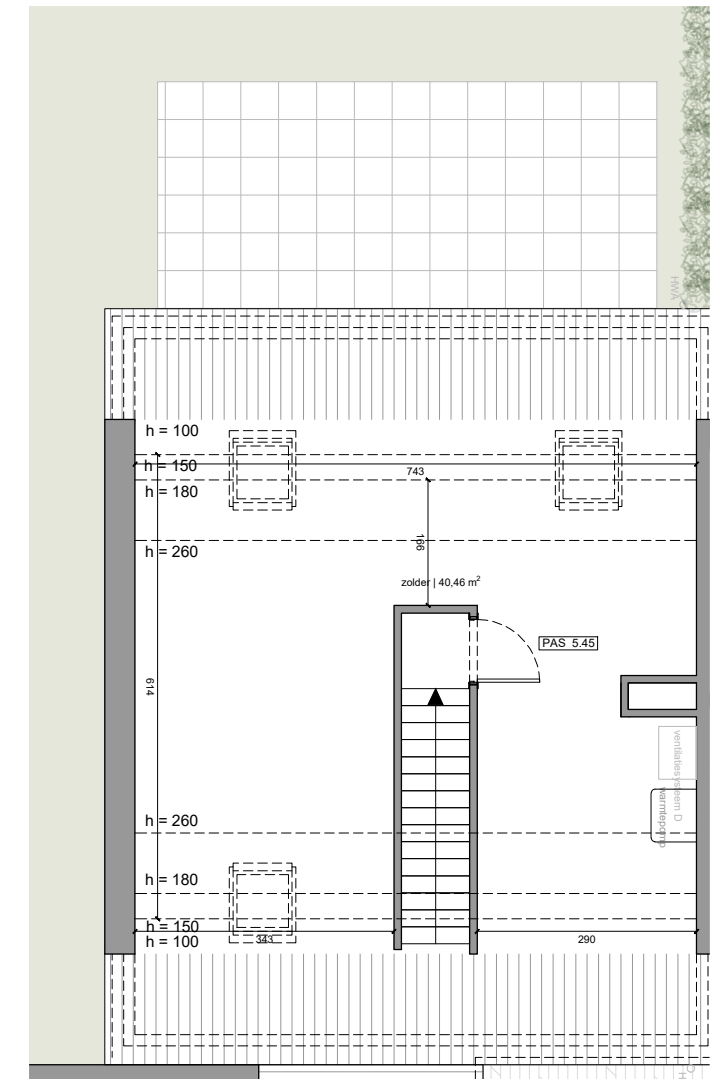 HWA
h = 100
h = 150
743
h = 180
166
h = 260
zolder | 40,46 m²
PAS 5.45
614
ventilatiesysteem D
warmtepomp
h = 260
h = 180
h = 150
343
290
h = 100